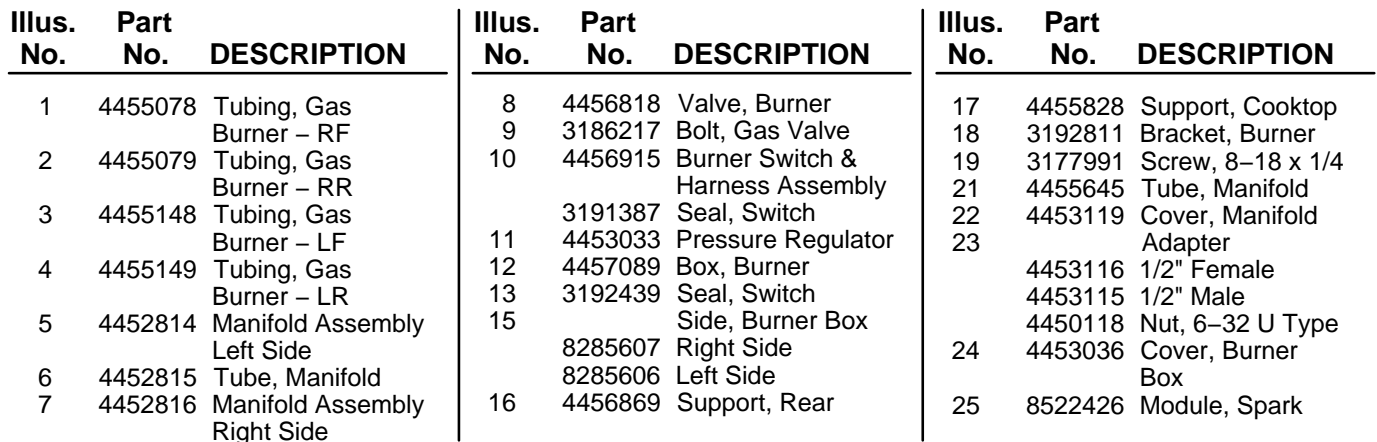 Illus. Part
No. No. DESCRIPTION
1 4455078 Tubing, Gas
Burner – RF
2 4455079 Tubing, Gas
Burner – RR
3 4455148 Tubing, Gas
Burner – LF
4 4455149 Tubing, Gas
Burner – LR
5 4452814 Manifold Assembly
Left Side
6 4452815 Tube, Manifold
7 4452816 Manifold Assembly
Right Side
Illus. Part
No. No. DESCRIPTION
8 4456818 Valve, Burner
9 3186217 Bolt, Gas Valve
10 4456915 Burner Switch &
Harness Assembly
3191387 Seal, Switch
11 4453033 Pressure Regulator
12 4457089 Box, Burner
13 3192439 Seal, Switch
15 Side, Burner Box
8285607 Right Side
8285606 Left Side
16 4456869 Support, Rear
Illus. Part
No. No. DESCRIPTION
17 4455828 Support, Cooktop
18 3192811 Bracket, Burner
19 3177991 Screw, 8–18 x 1/4
21 4455645 Tube, Manifold
22 4453119 Cover, Manifold
23 Adapter
4453116 1/2" Female
4453115 1/2" Male
4450118 Nut, 6–32 U Type
24 4453036 Cover, Burner
Box
25 8522426 Module, Spark